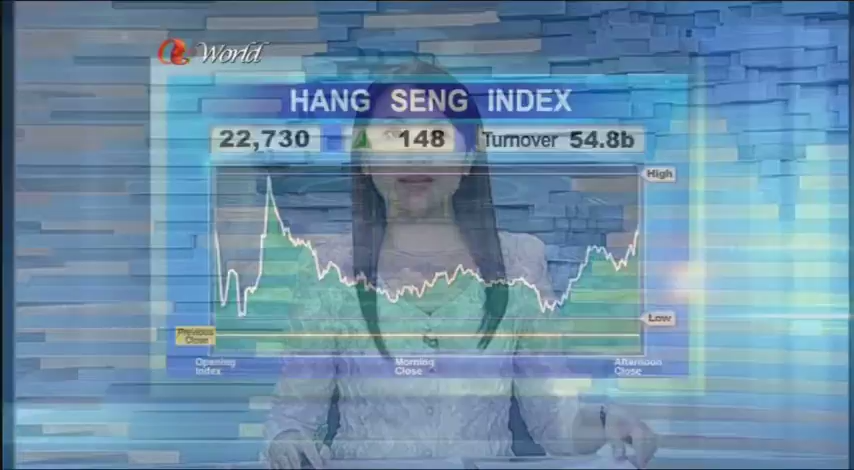 World
HANG SENG INDEX
22,730 148 Turnover 54.8b
High
Low
Previous
Close
Opening
Index
Morning
Close
Afternoon
Close